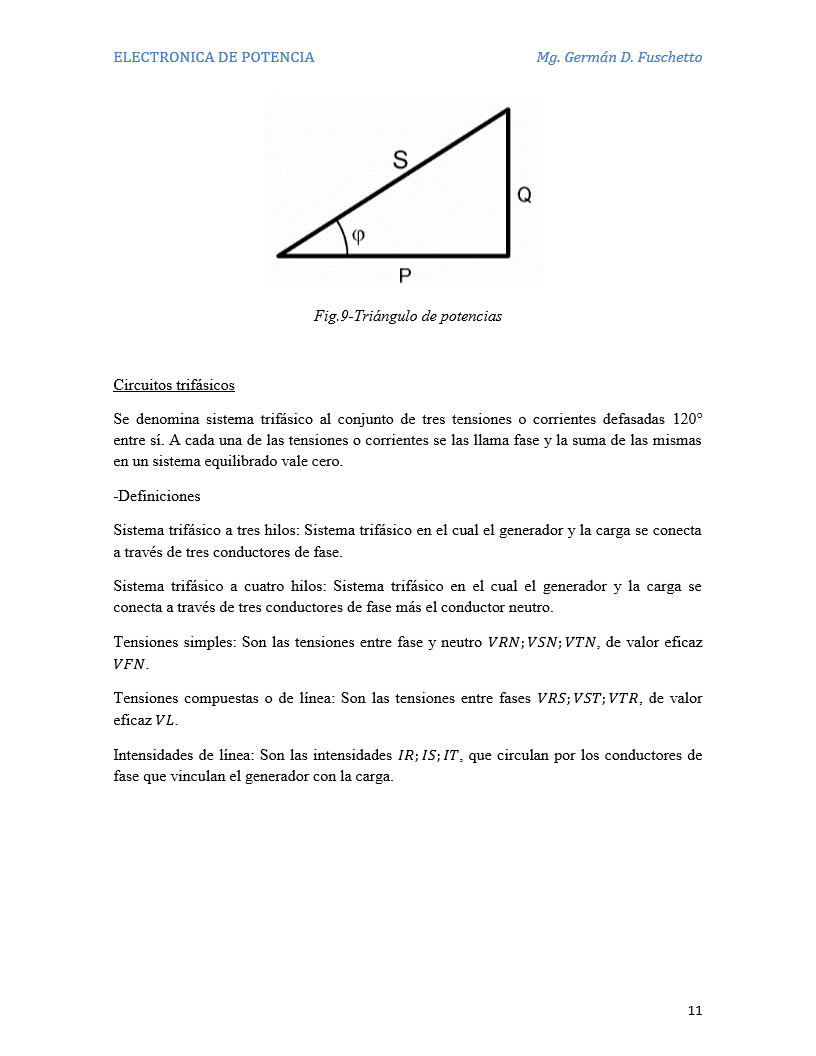 ELECTRONICA DE POTENCIA Mg. Germán D. Fuschetto
S
Q
φ
P
Fig.9-Triángulo de potencias
Circuitos trifásicos
Se denomina sistema trifásico al conjunto de tres tensiones o corrientes defasadas 120°
entre sí. A cada una de las tensiones o corrientes se las llama fase y la suma de las mismas
en un sistema equilibrado vale cero.
-Definiciones
Sistema trifásico a tres hilos: Sistema trifásico en el cual el generador y la carga se conecta
a través de tres conductores de fase.
Sistema trifásico a cuatro hilos: Sistema trifásico en el cual el generador y la carga se
conecta a través de tres conductores de fase más el conductor neutro.
Tensiones simples: Son las tensiones entre fase y neutro VRN; VSN; VTN, de valor eficaz
VFN.
Tensiones compuestas o de línea: Son las tensiones entre fases VRS; VST; VTR, de valor
eficaz VL.
Intensidades de línea: Son las intensidades IR; IS; IT, que circulan por los conductores de
fase que vinculan el generador con la carga.
11